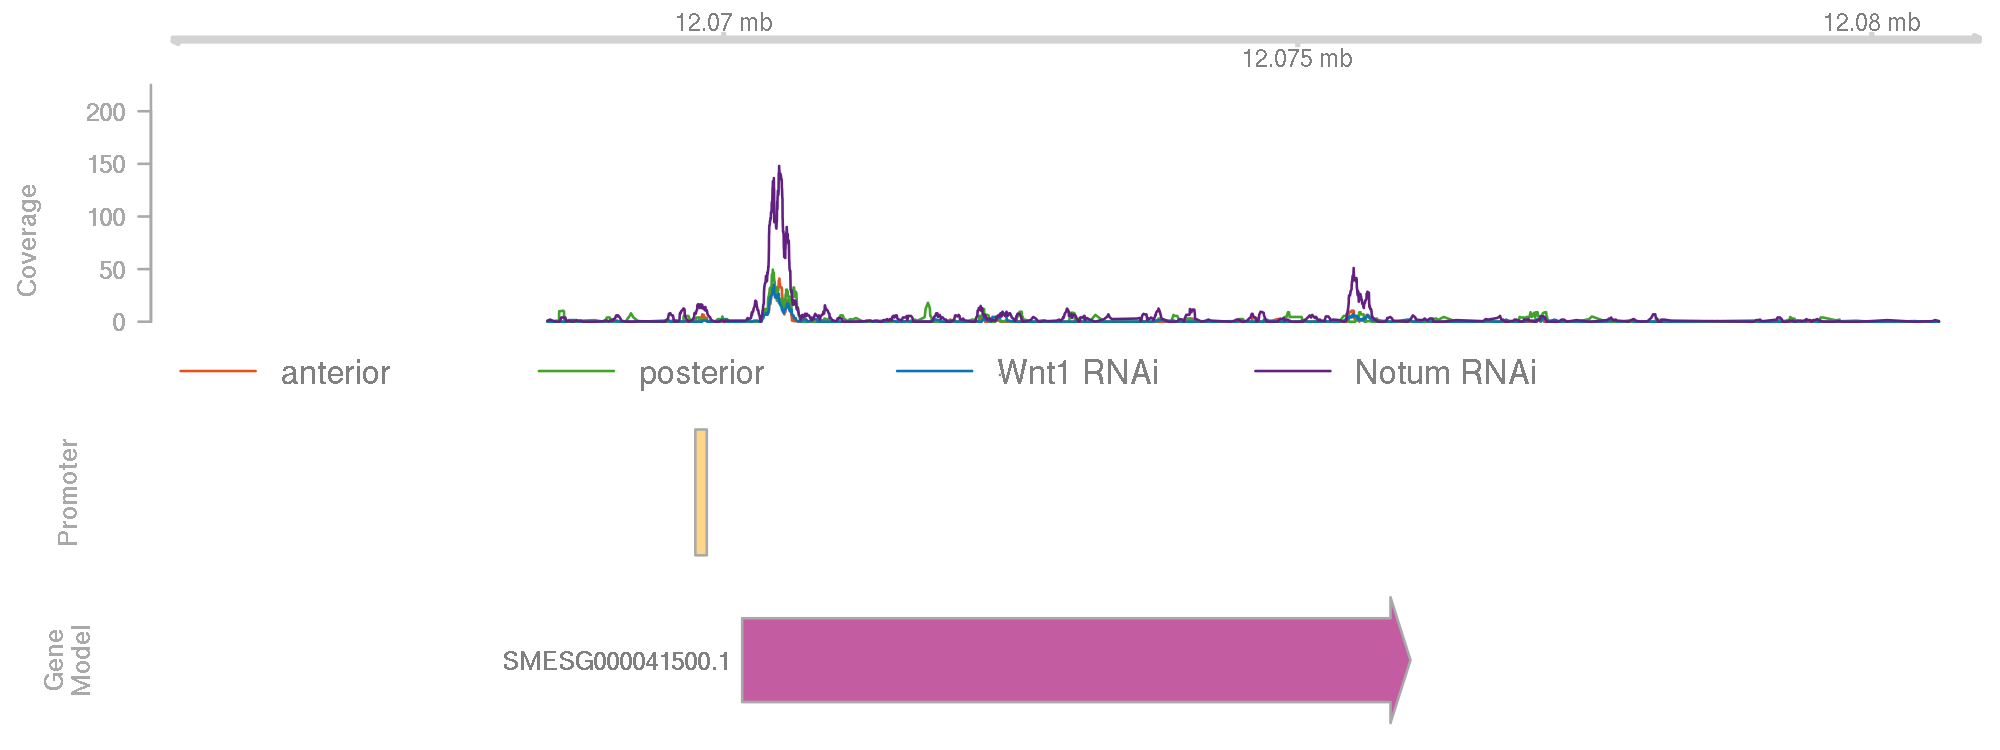 12.07 mb
12.08 mb
12.075 mb
200
150
100
50
0
Coverage
anterior
posterior
Wnt1 RNAi
Notum RNAi
Promoter
Gene
Model
SMESG000041500.1